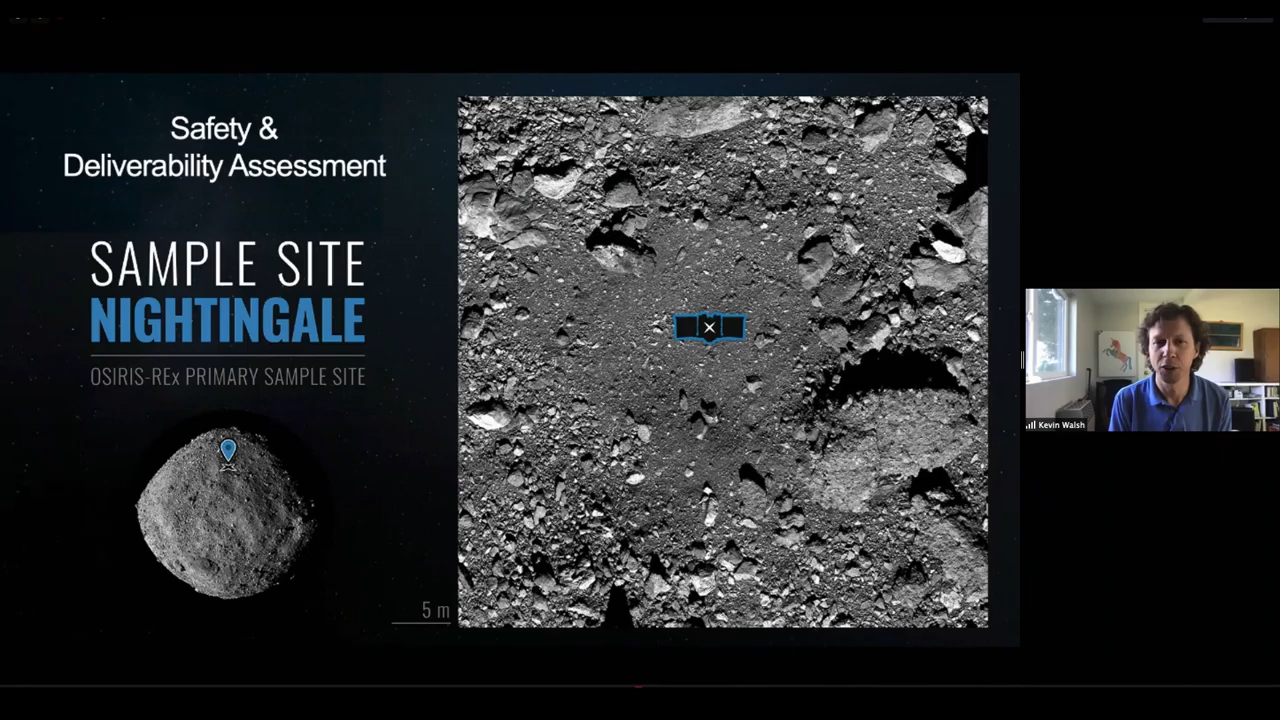 Safety &
Deliverability Assessment
SAMPLE SITE
NIGHTINGALE
OSIRIS-REx PRIMARY SAMPLE SITE
5 m
Kevin Walsh